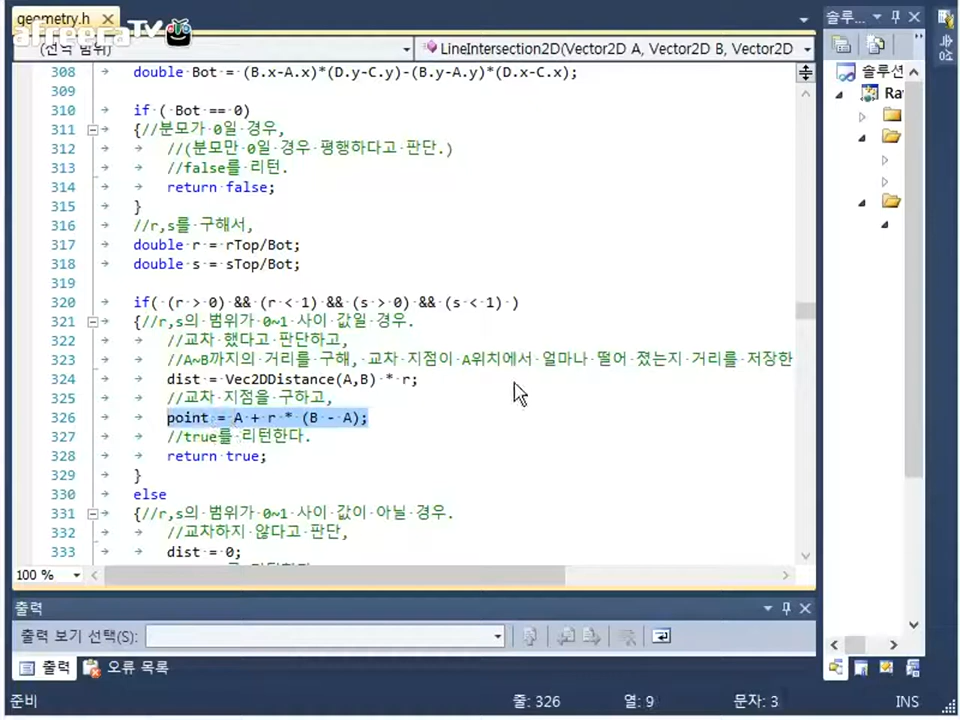 geometry.h
afreecaTV
(전역 범위)
LineIntersection2D(Vector2D A, Vector2D B, Vector2D
솔루...
308 double Bot = (B.x-A.x)*(D.y-C.y)-(B.y-A.y)*(D.x-C.x);
309
310 if ( Bot == 0)
311 {//분모가 0일 경우,
312 //(분모만 0일 경우 평행하다고 판단.)
313 //false를 리턴.
314 return false;
315 }
316 //r,s를 구해서,
317 double r = rTop/Bot;
318 double s = sTop/Bot;
319
320 if( (r > 0) && (r < 1) && (s > 0) && (s < 1) )
321 {//r,s의 범위가 0~1 사이 값일 경우.
322 //교차 했다고 판단하고,
323 //A~B까지의 거리를 구해, 교차 지점이 A위치에서 얼마나 떨어 졌는지 거리를 저장한
324 dist = Vec2DDistance(A,B) * r;
325 //교차 지점을 구하고,
326 point = A + r * (B - A);
327 //true를 리턴한다.
328 return true;
329 }
330 else
331 {//r,s의 범위가 0~1 사이 값이 아닐 경우.
332 //교차하지 않다고 판단,
333 dist = 0;
100 %
솔루션
Ra
속성
출력
출력 보기 선택(S):
출력 오류 목록
준비 줄: 326 열: 9 문자: 3 INS